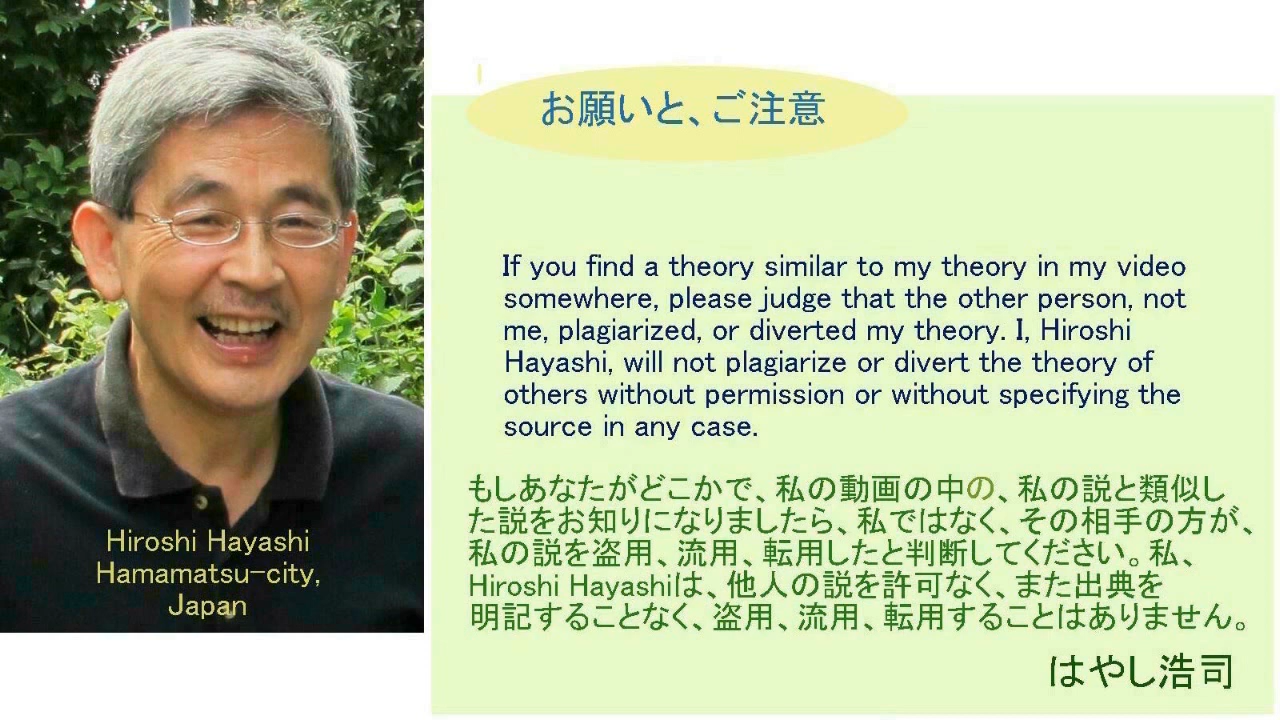 お願いと、ご注意
If you find a theory similar to my theory in my video
somewhere, please judge that the other person, not
me, plagiarized, or diverted my theory. I, Hiroshi
Hayashi, will not plagiarize or divert the theory of
others without permission or without specifying the
source in any case.
もしあなたがどこかで、私の動画の中の、私の説と類似し
た説をお知りになりましたら、私ではなく、その相手の方が、
私の説を盗用、流用、転用したと判断してください。私、
Hiroshi Hayashiは、他人の説を許可なく、また出典を
明記することなく、盗用、流用、転用することはありません。
はやし浩司
Hiroshi Hayashi
Hamamatsu-city,
Japan